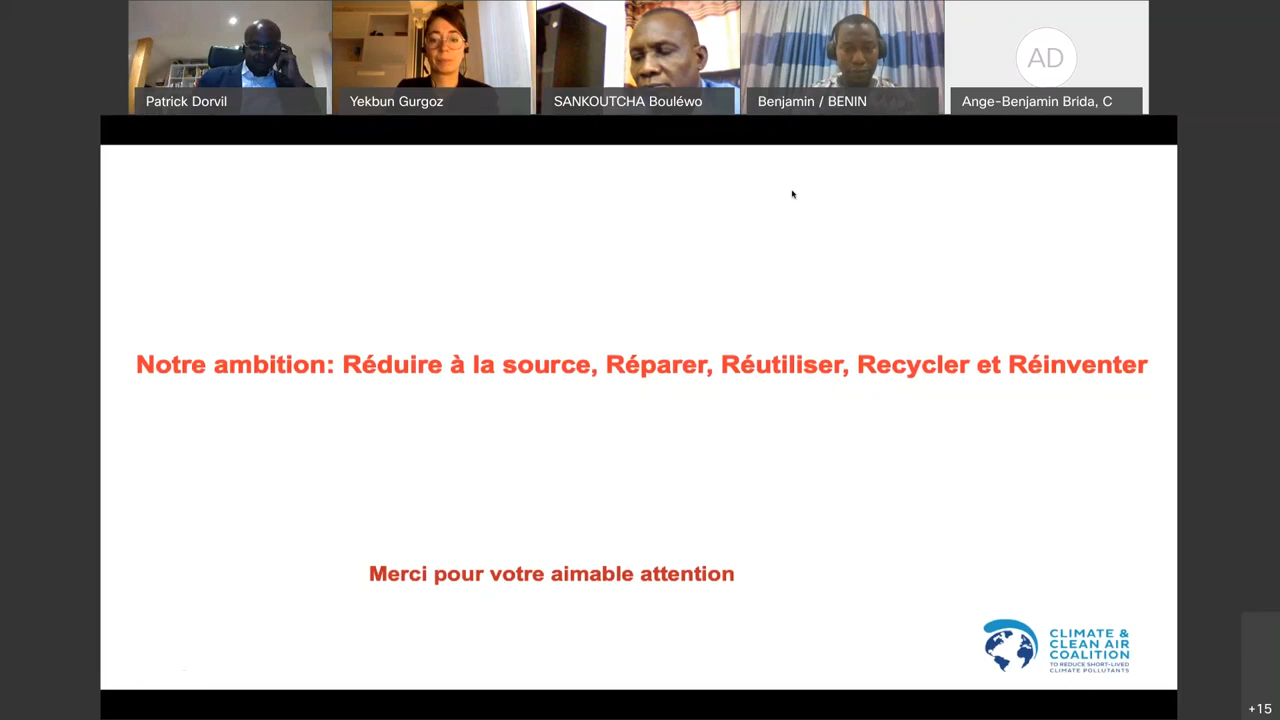 Patrick Dorvil
Yekbun Gurgoz
SANKOUTCHA Bouléwo
Benjamin / BENIN
AD
Ange-Benjamin Brida, C
Notre ambition: Réduire à la source, Réparer, Réutiliser, Recycler et Réinventer
Merci pour votre aimable attention
CLIMATE &
CLEAN AIR
COALITION
TO REDUCE SHORT-LIVED
CLIMATE POLLUTANTS
+15